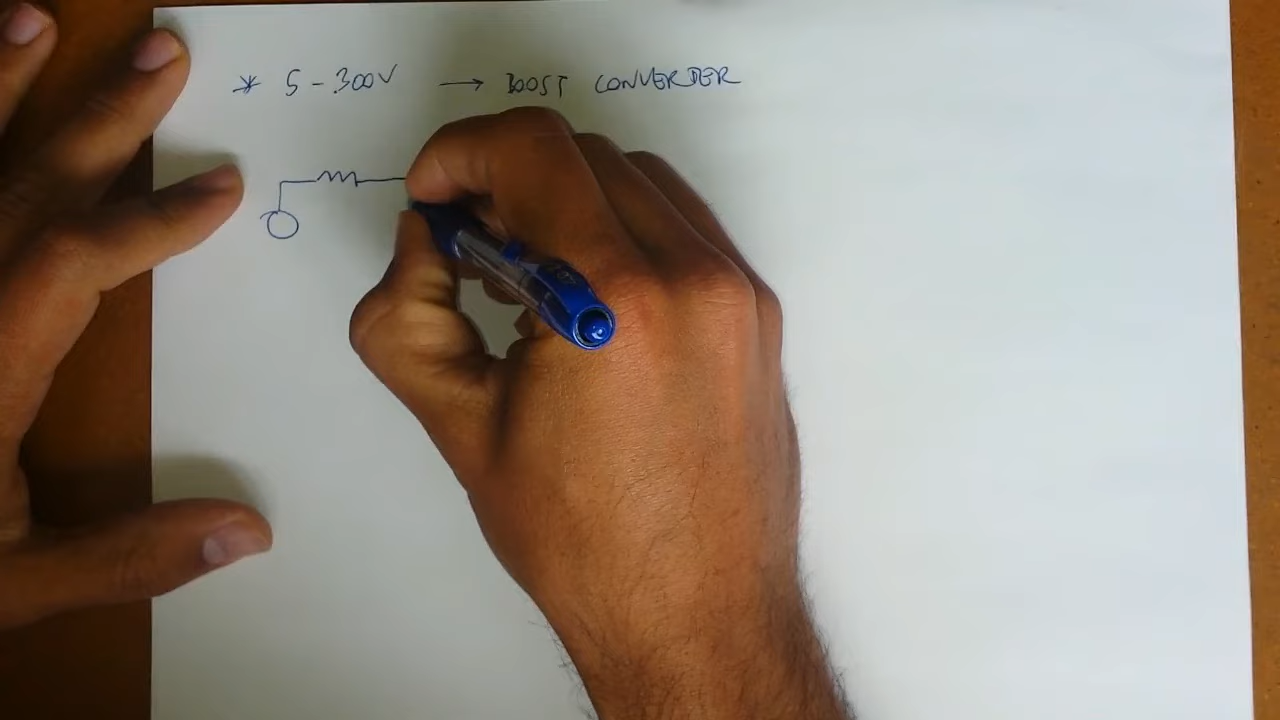 * 5-300V → BOOST CONVERTER